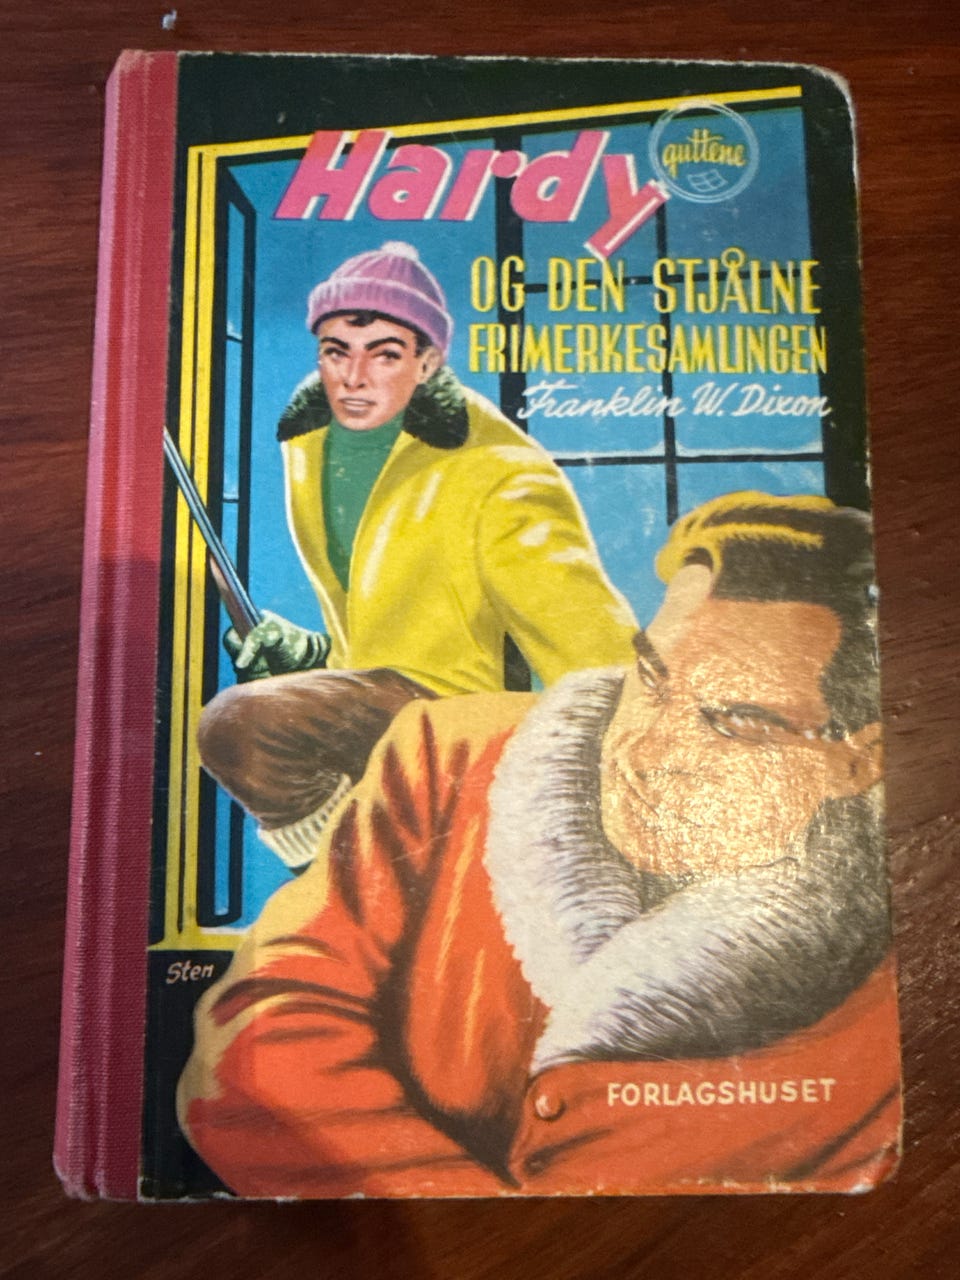 Hardy
guttene
OG DEN STJÅLNE
FRIMERKESAMLINGEN
Franklin W. Dixon
Sten
FORLAGSHUSET